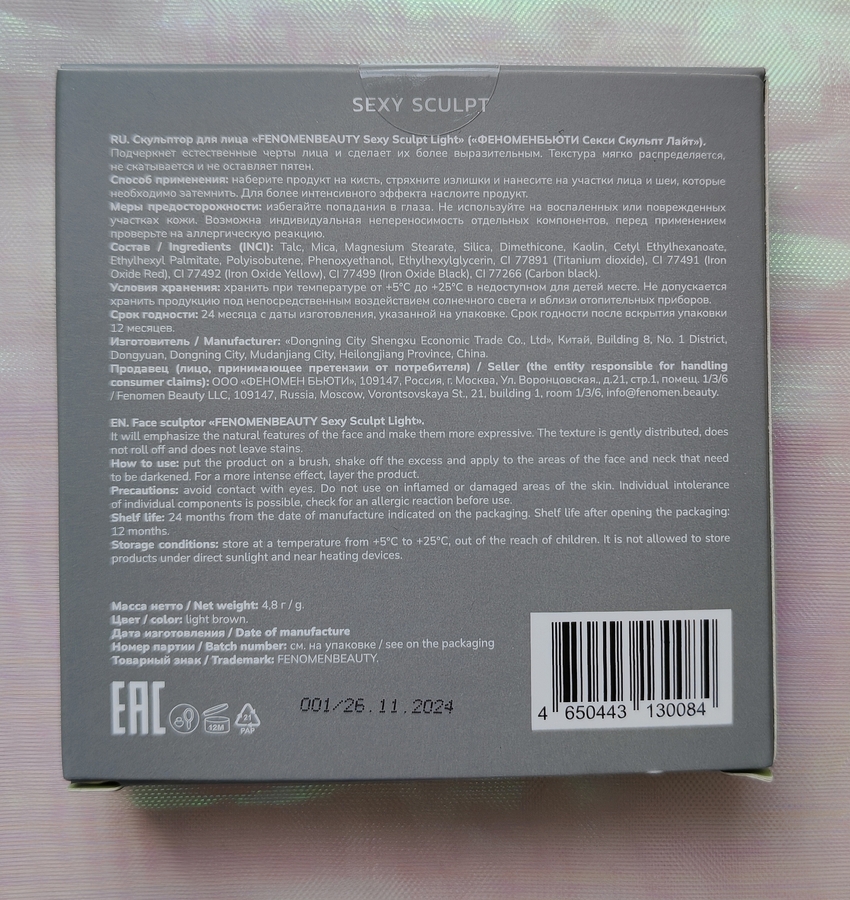 SEXY SCULPT
RU. Скульптор для лица «FENOMENBEAUTY Sexy Sculpt Light» («ФЕНОМЕНБЬЮТИ Секси Скульпт Лайт»).
Подчеркнет естественные черты лица и сделает их более выразительным. Текстура мягко распределяется,
не скатывается и не оставляет пятен.
Способ применения: наберите продукт на кисть, стряхните излишки и нанесите на участки лица и шеи, которые
необходимо затемнить. Для более интенсивного эффекта наслоите продукт.
Меры предосторожности: избегайте попадания в глаза. Не используйте на воспаленных или поврежденных
участках кожи. Возможна индивидуальная непереносимость отдельных компонентов, перед применением
проверьте на аллергическую реакцию.
Состав / Ingredients (INCI): Talc, Mica, Magnesium Stearate, Silica, Dimethicone, Kaolin, Cetyl Ethylhexanoate,
Ethylhexyl Palmitate, Polyisobutene, Phenoxyethanol, Ethylhexylglycerin, CI 77891 (Titanium dioxide), CI 77491 (Iron
Oxide Red), CI 77492 (Iron Oxide Yellow), CI 77499 (Iron Oxide Black), CI 77266 (Carbon black).
Условия хранения: хранить при температуре от +5°C до +25°C в недоступном для детей месте. Не допускается
хранить продукцию под непосредственным воздействием солнечного света и вблизи отопительных приборов.
Срок годности: 24 месяца с даты изготовления, указанной на упаковке. Срок годности после вскрытия упаковки
12 месяцев.
Изготовитель / Manufacturer: «Dongning City Shengxu Economic Trade Co., Ltd», Китай, Building 8, No. 1 District,
Dongyuan, Dongning City, Mudanjiang City, Heilongjiang Province, China.
Продавец (лицо, принимающее претензии от потребителя) / Seller (the entity responsible for handling
consumer claims): ООО «ФЕНОМЕН БЬЮТИ», 109147, Россия, г. Москва, Ул. Воронцовская., д.21, стр.1, помещ. 1/3/6
/ Fenomen Beauty LLC, 109147, Russia, Moscow, Vorontsovskaya St., 21, building 1, room 1/3/6, info@fenomen.beauty.
EN. Face sculptor «FENOMENBEAUTY Sexy Sculpt Light».
It will emphasize the natural features of the face and make them more expressive. The texture is gently distributed, does
not roll off and does not leave stains.
How to use: put the product on a brush, shake off the excess and apply to the areas of the face and neck that need
to be darkened. For a more intense effect, layer the product.
Precautions: avoid contact with eyes. Do not use on inflamed or damaged areas of the skin. Individual intolerance
of individual components is possible, check for an allergic reaction before use.
Shelf life: 24 months from the date of manufacture indicated on the packaging. Shelf life after opening the packaging:
12 months.
Storage conditions: store at a temperature from +5°C to +25°C, out of the reach of children. It is not allowed to store
products under direct sunlight and near heating devices.
Масса нетто / Net weight: 4,8 г / g.
Цвет / color: light brown.
Дата изготовления / Date of manufacture
Номер партии / Batch number: см. на упаковке / see on the packaging
Товарный знак / Trademark: FENOMENBEAUTY.
EAC 12M 21 PAP
001/26.11.2024
4 650443 130084